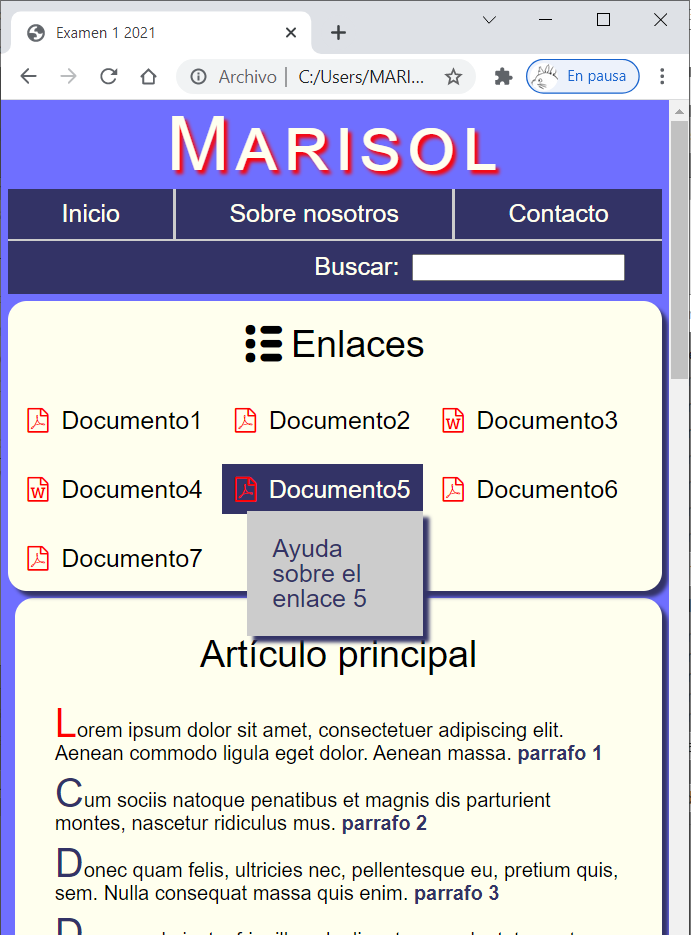 Examen 1 2021
Archivo | C:/Users/MARI...
En pausa
MARISOL
Inicio Sobre nosotros Contacto
Buscar:
Enlaces
Documento1 Documento2 Documento3
Documento4 Documento5 Documento6
Documento7
Ayuda
sobre el
enlace 5
Artículo principal
Lorem ipsum dolor sit amet, consectetuer adipiscing elit.
Aenean commodo ligula eget dolor. Aenean massa. parrafo 1
Cum sociis natoque penatibus et magnis dis parturient
montes, nascetur ridiculus mus. parrafo 2
Donec quam felis, ultricies nec, pellentesque eu, pretium quis,
sem. Nulla consequat massa quis enim. parrafo 3